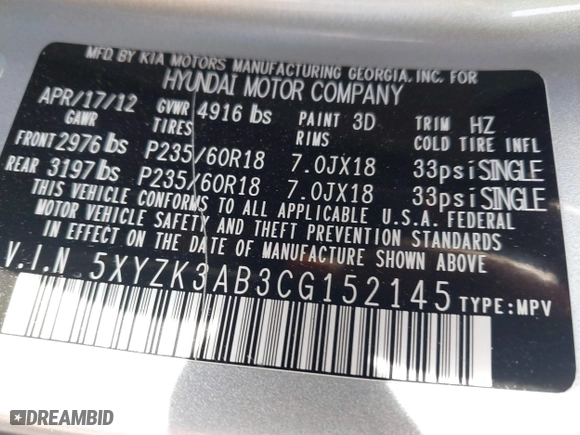 MFD BY KIA MOTORS MANUFACTURING GEORGIA, INC. FOR
HYUNDAI MOTOR COMPANY
APR/17/12 GVWR 4916 lbs PAINT 3D TRIM HZ
GAWR TIRES RIMS COLD TIRE INFL
FRONT 2976 lbs P235/60R18 7.0JX18 33psi SINGLE
REAR 3197 lbs P235/60R18 7.0JX18 33psi SINGLE
THIS VEHICLE CONFORMS TO ALL APPLICABLE U.S.A. FEDERAL
MOTOR VEHICLE SAFETY AND THEFT PREVENTION STANDARDS
IN EFFECT ON THE DATE OF MANUFACTURE SHOWN ABOVE.
V.I.N 5XYZK3AB3CG152145 TYPE:MPV
DREAMBID